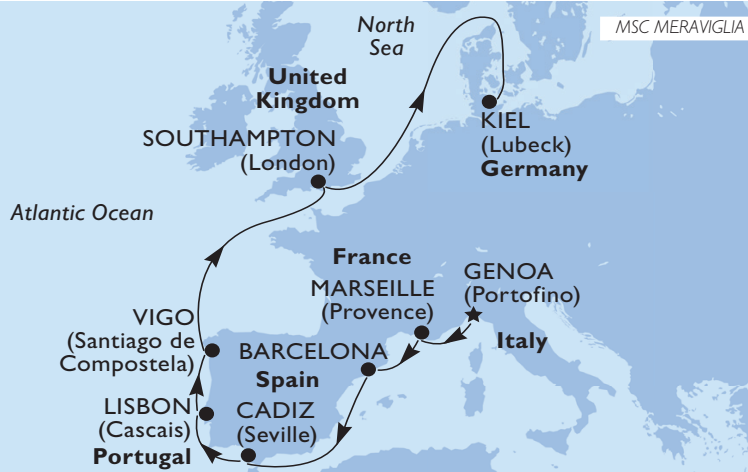 North
Sea
MSC MERAVIGLIA
United
Kingdom
SOUTHAMPTON
(London)
KIEL
(Lubeck)
Germany
Atlantic Ocean
France
MARSEILLE
(Provence)
GENOA
(Portofino)
Italy
VIGO
(Santiago de
Compostela)
BARCELONA
Spain
LISBON
(Cascais)
Portugal
CADIZ
(Seville)